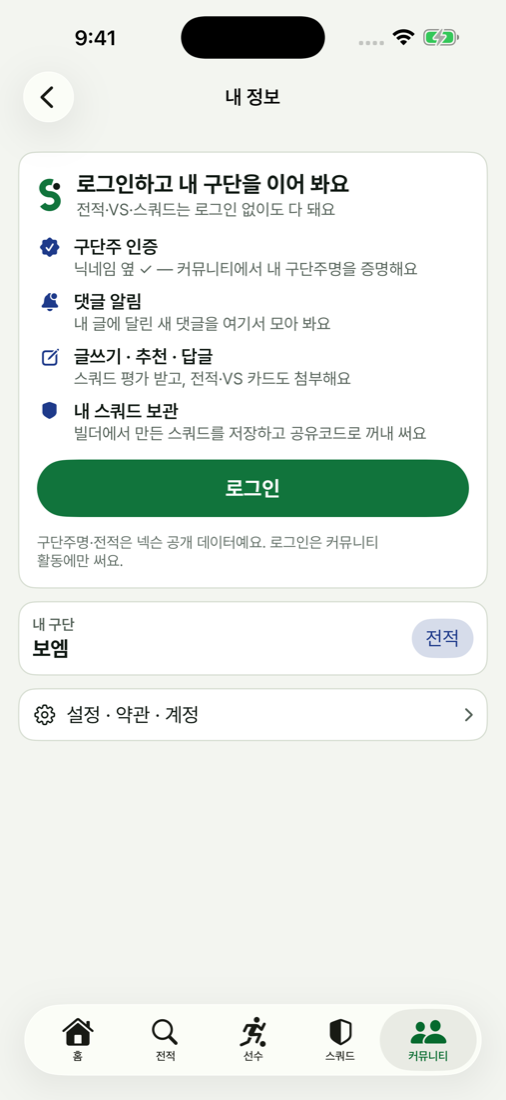 9:41
내 정보
로그인하고 내 구단을 이어 봐요
전적·VS·스쿼드는 로그인 없이도 다 돼요
구단주 인증
닉네임 옆 ✓ — 커뮤니티에서 내 구단주명을 증명해요
댓글 알림
내 글에 달린 새 댓글을 여기서 모아 봐요
글쓰기 · 추천 · 답글
스쿼드 평가 받고, 전적·VS 카드도 첨부해요
내 스쿼드 보관
빌더에서 만든 스쿼드를 저장하고 공유코드로 꺼내 써요
로그인
구단주명·전적은 넥슨 공개 데이터예요. 로그인은 커뮤니티
활동에만 써요.
내 구단
보엠
전적
설정 · 약관 · 계정
홈
전적
선수
스쿼드
커뮤니티